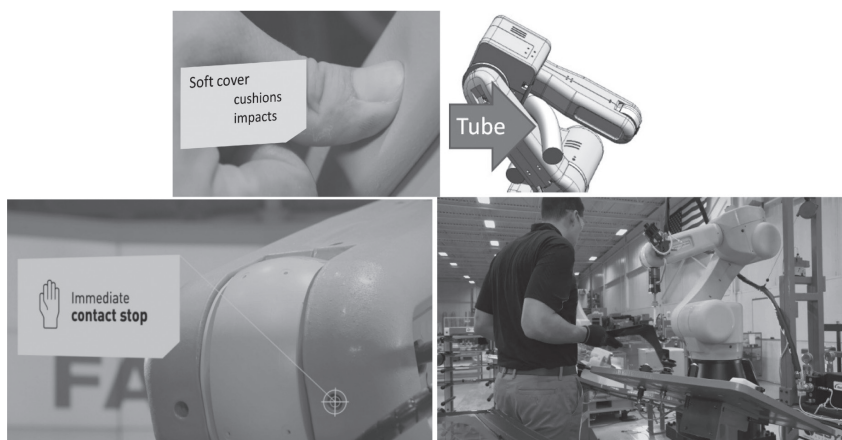 Soft cover
cushions
impacts
Tube
Immediate
contact stop
FA